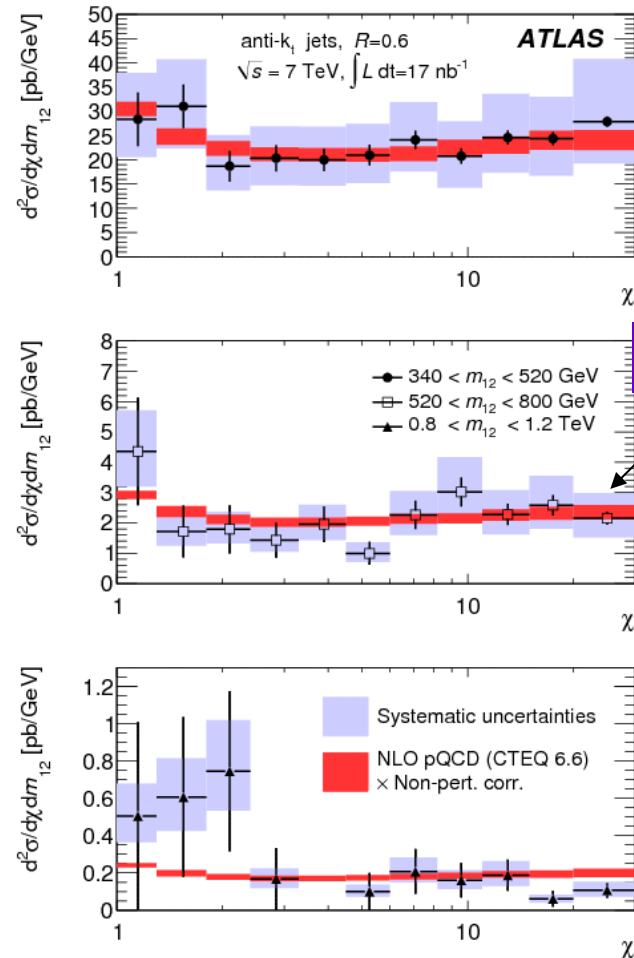 d²σ/dχdm₁₂ [pb/GeV]
50
45
40
35
30
25
20
15
10
5
0
anti-kₜ jets, R=0.6
ATLAS
√s = 7 TeV, ∫L dt=17 nb⁻¹
1
10
χ
d²σ/dχdm₁₂ [pb/GeV]
8
7
6
5
4
3
2
1
0
340 < m₁₂ < 520 GeV
520 < m₁₂ < 800 GeV
0.8 < m₁₂ < 1.2 TeV
1
10
χ
d²σ/dχdm₁₂ [pb/GeV]
1.2
1
0.8
0.6
0.4
0.2
0
Systematic uncertainties
NLO pQCD (CTEQ 6.6)
× Non-pert. corr.
1
10
χ